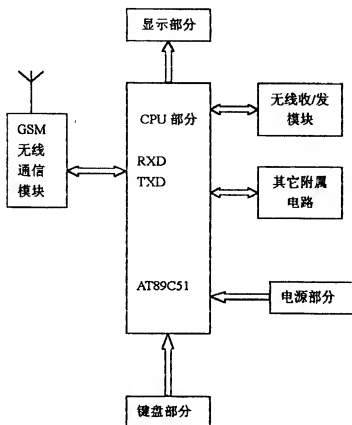 显示部分
CPU 部分
RXD
TXD
AT89C51
GSM
无线
通信
模块
无线收/发
模块
其它附属
电路
电源部分
键盘部分